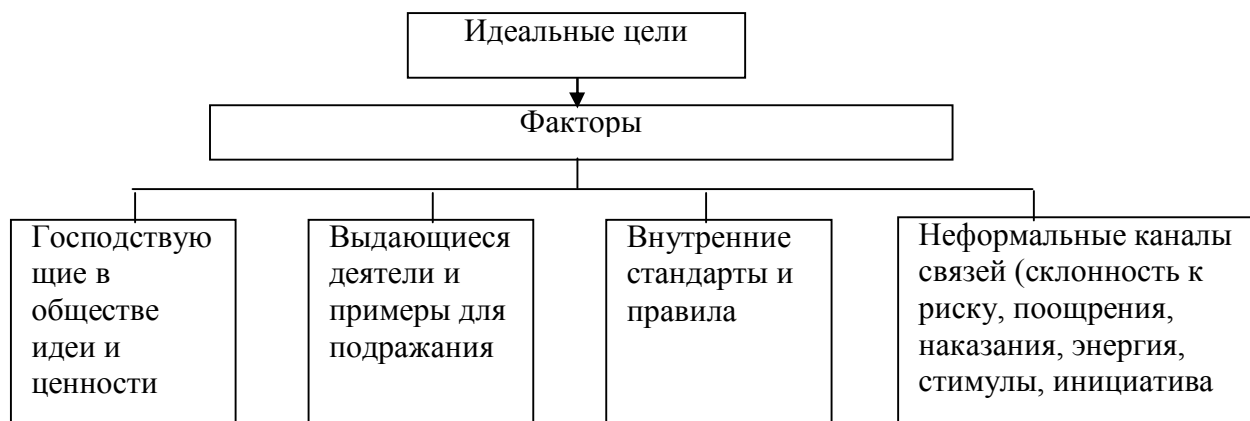 Идеальные цели
Факторы
Господствую
щие в
обществе
идеи и
ценности
Выдающиеся
деятели и
примеры для
подражания
Внутренние
стандарты и
правила
Неформальные каналы
связей (склонность к
риску, поощрения,
наказания, энергия,
стимулы, инициатива